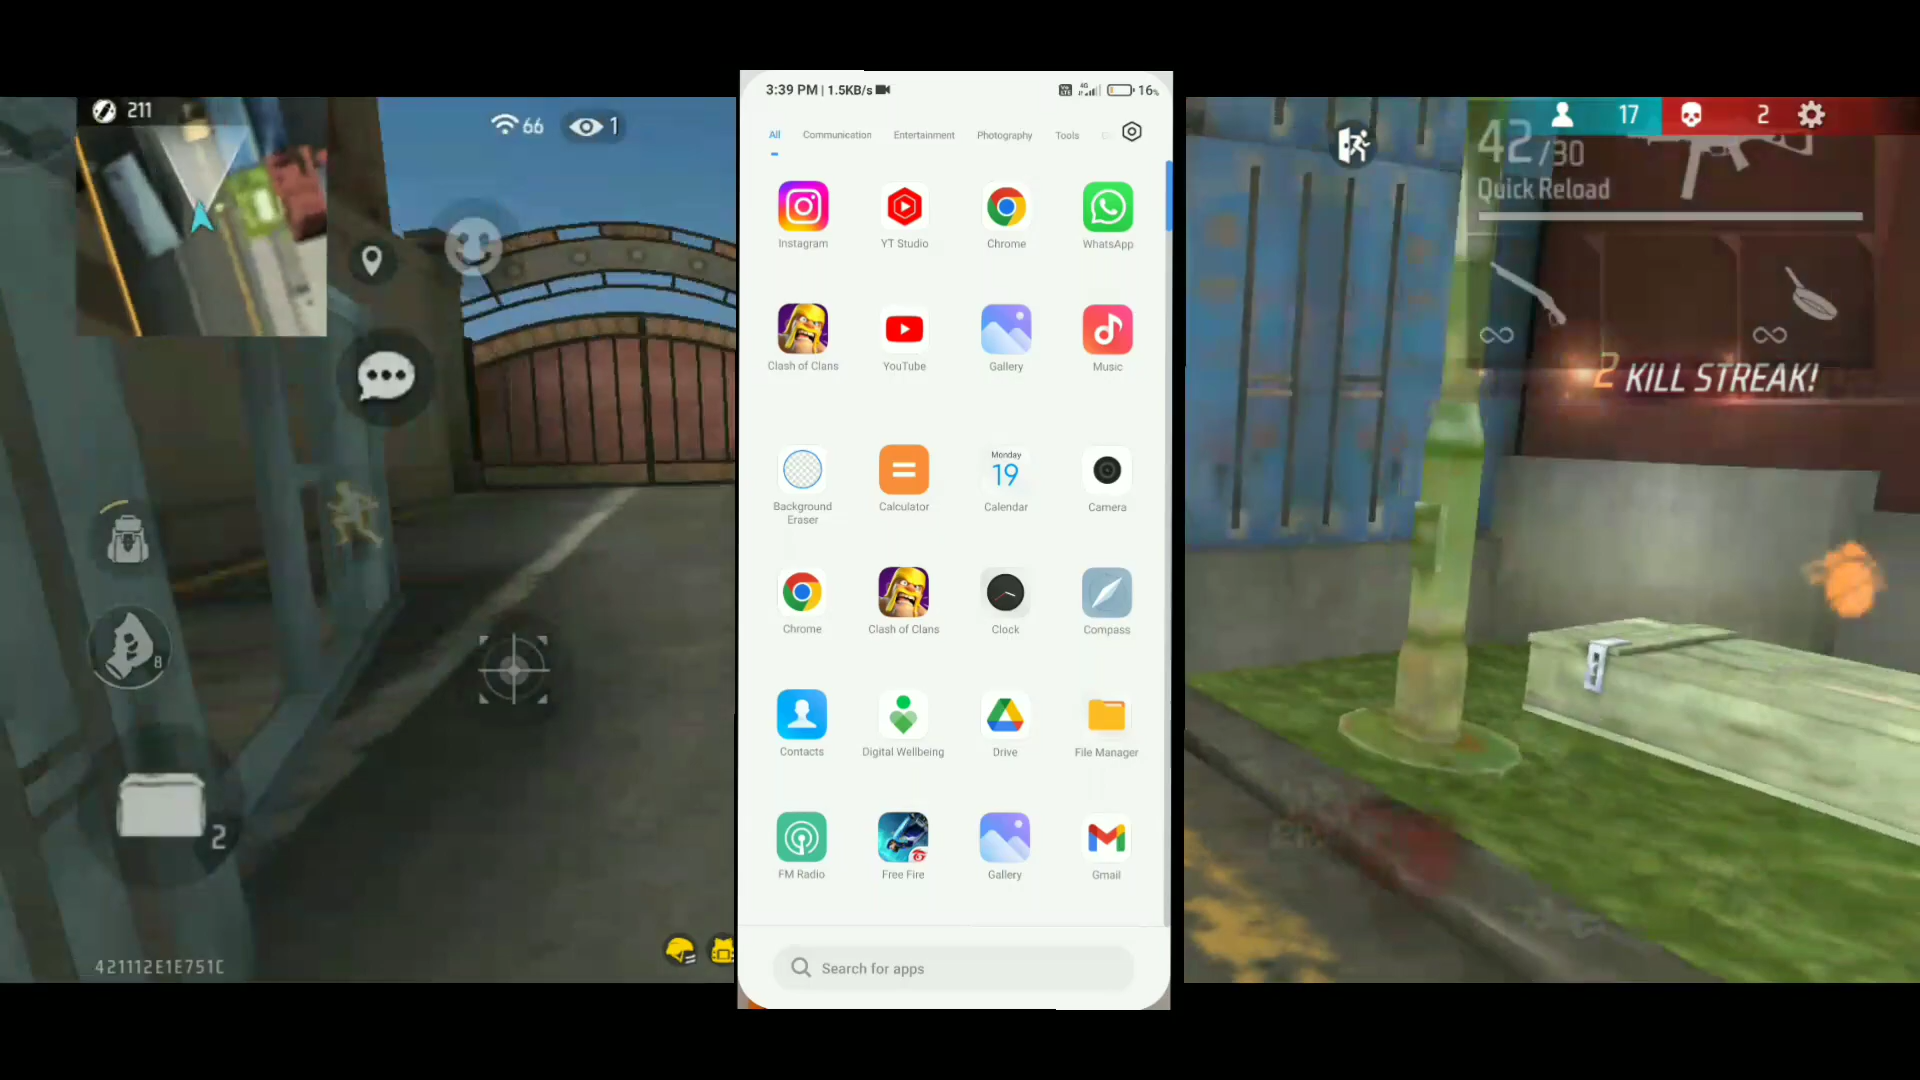 211
66
1
8
2
421112E1E751C
3:39 PM | 1.5KB/s
4G
16%
All
Communication
Entertainment
Photography
Tools
Instagram
YT Studio
Chrome
WhatsApp
Clash of Clans
YouTube
Gallery
Music
Background
Eraser
Calculator
Monday
19
Calendar
Camera
Chrome
Clash of Clans
Clock
Compass
Contacts
Digital Wellbeing
Drive
File Manager
FM Radio
Free Fire
Gallery
Gmail
Search for apps
17
2
42/30
Quick Reload
2 KILL STREAK!